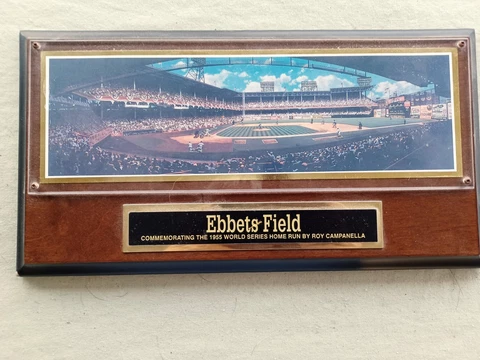 Ebbets Field
COMMEMORATING THE 1955 WORLD SERIES HOME RUN BY ROY CAMPANELLA